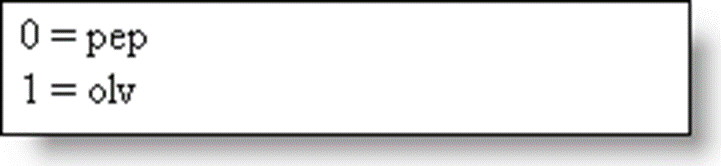 0 = pep
1 = olv